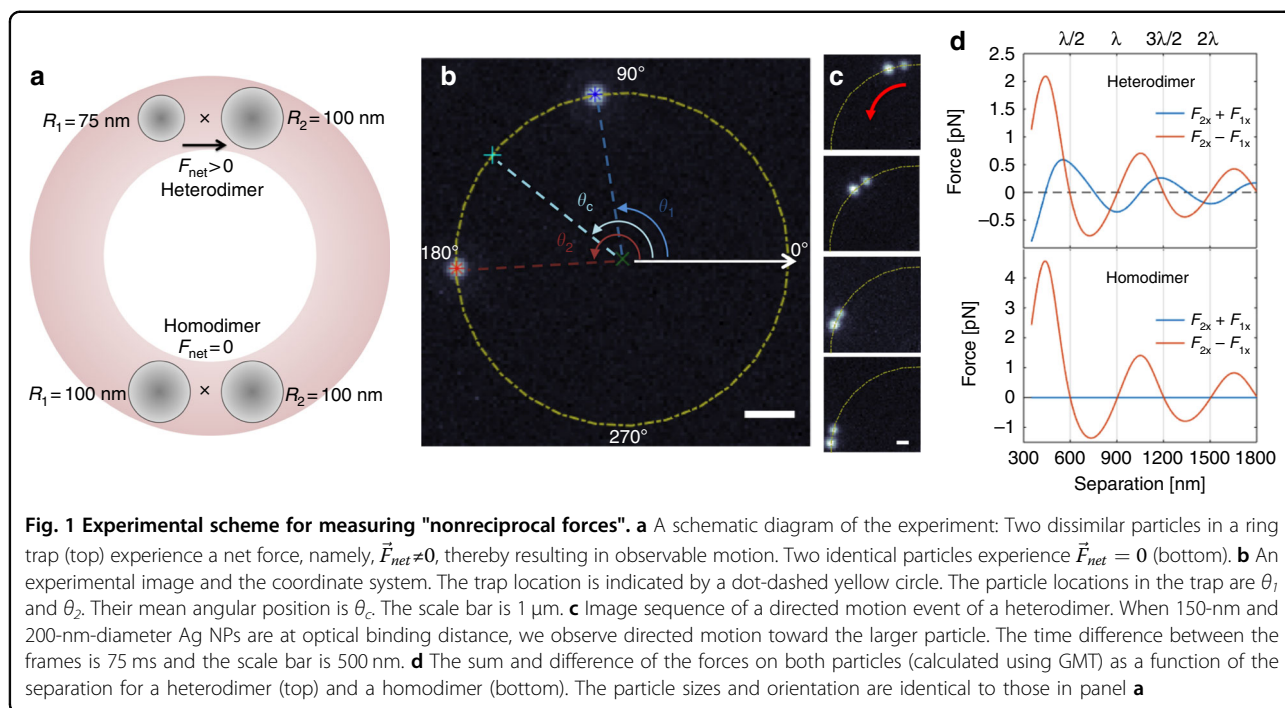 a
R1 = 75 nm
×
R2 = 100 nm
Fnet>0
Heterodimer
Homodimer
Fnet=0
R1 = 100 nm
×
R2 = 100 nm
b
90°
θc
θ1
θ2
180°
0°
270°
c
d
λ/2 λ 3λ/2 2λ
2.5
2
1.5
1
0.5
0
−0.5
Force [pN]
Heterodimer
F2x + F1x
F2x − F1x
4
3
2
1
0
−1
Force [pN]
Homodimer
F2x + F1x
F2x − F1x
300 600 900 1200 1500 1800
Separation [nm]
Fig. 1 Experimental scheme for measuring "nonreciprocal forces". a A schematic diagram of the experiment: Two dissimilar particles in a ring
trap (top) experience a net force, namely, F⃗net≠0, thereby resulting in observable motion. Two identical particles experience F⃗net = 0 (bottom). b An
experimental image and the coordinate system. The trap location is indicated by a dot-dashed yellow circle. The particle locations in the trap are θ1
and θ2. Their mean angular position is θc. The scale bar is 1 μm. c Image sequence of a directed motion event of a heterodimer. When 150-nm and
200-nm-diameter Ag NPs are at optical binding distance, we observe directed motion toward the larger particle. The time difference between the
frames is 75 ms and the scale bar is 500 nm. d The sum and difference of the forces on both particles (calculated using GMT) as a function of the
separation for a heterodimer (top) and a homodimer (bottom). The particle sizes and orientation are identical to those in panel a